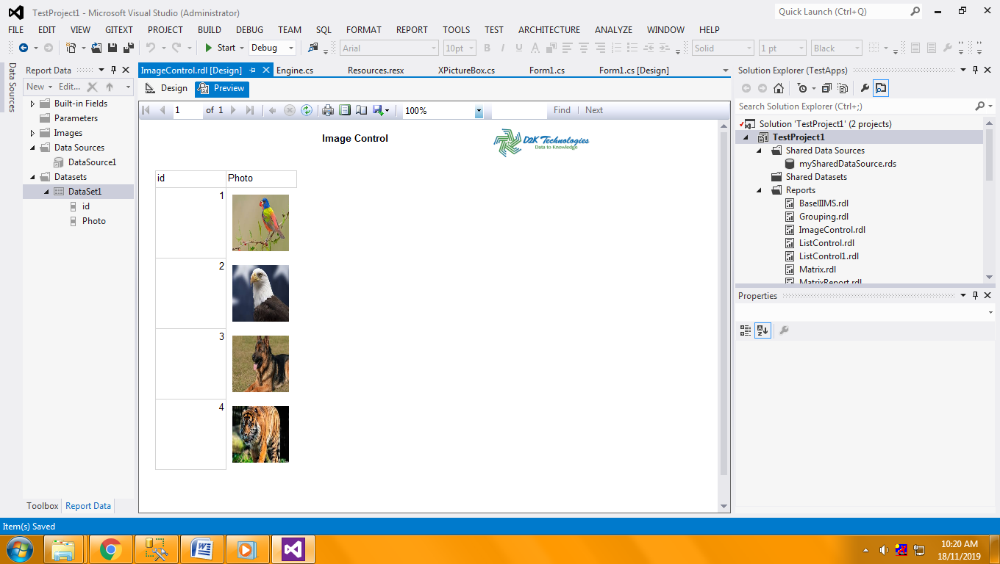 TestProject1 - Microsoft Visual Studio (Administrator)
Quick Launch (Ctrl+Q)
FILE EDIT VIEW GITEXT PROJECT BUILD DEBUG TEAM SQL FORMAT REPORT TOOLS TEST ARCHITECTURE ANALYZE WINDOW HELP
Start Debug Arial 10pt B I U A Solid 1 pt Black
Data Sources
Report Data
New Edit...
Built-in Fields
Parameters
Images
Data Sources
DataSource1
Datasets
DataSet1
id
Photo
Toolbox Report Data
ImageControl.rdl [Design] Engine.cs Resources.resx XPictureBox.cs Form1.cs Form1.cs [Design]
Design Preview
1 of 1 100% Find | Next
Image Control
D2K Technologies
Data to Knowledge
id Photo
1
2
3
4
Solution Explorer (TestApps)
Search Solution Explorer (Ctrl+;)
Solution 'TestProject1' (2 projects)
TestProject1
Shared Data Sources
mySharedDataSource.rds
Shared Datasets
Reports
BaselIIMS.rdl
Grouping.rdl
ImageControl.rdl
ListControl.rdl
ListControl1.rdl
Matrix.rdl
MatrixReport.rdl
Properties
Item(s) Saved
10:20 AM
18/11/2019